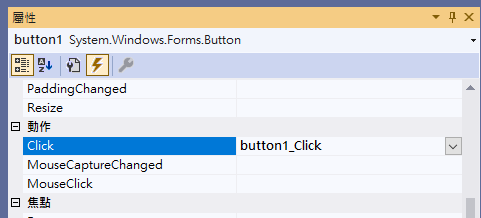 屬性
button1 System.Windows.Forms.Button
PaddingChanged
Resize
動作
Click button1_Click
MouseCaptureChanged
MouseClick
焦點